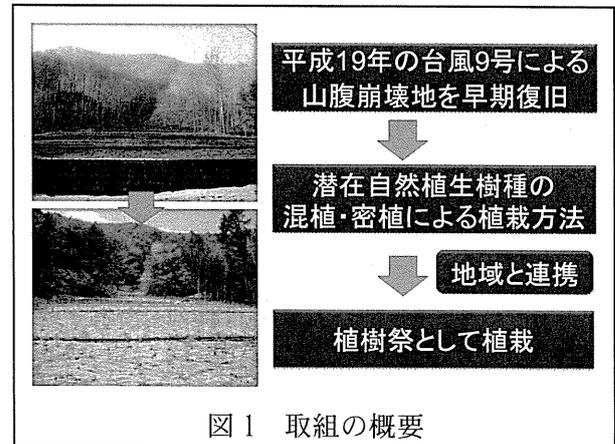 平成19年の台風9号による
山腹崩壊地を早期復旧
潜在自然植生樹種の
混植・密植による植栽方法
地域と連携
植樹祭として植栽
図1 取組の概要